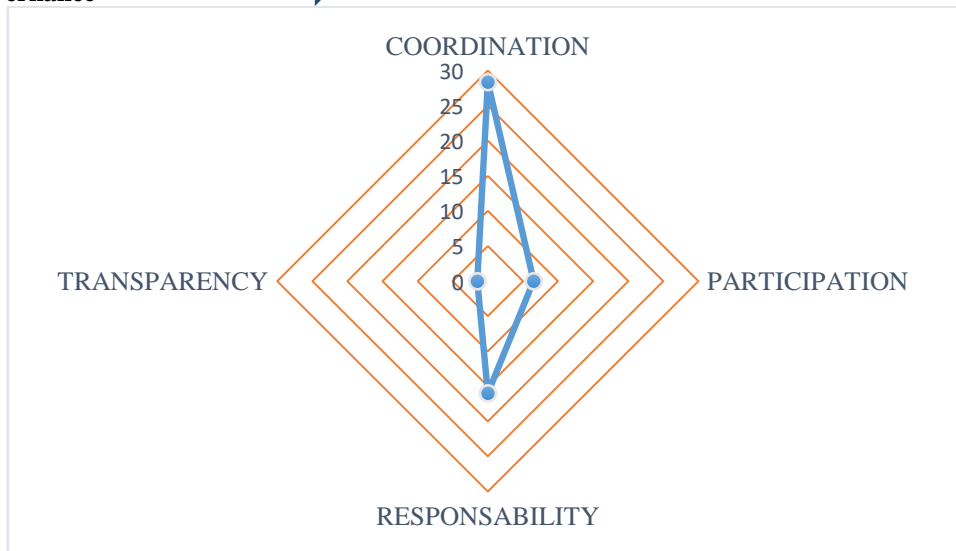 COORDINATION
30
25
20
15
10
5
0
TRANSPARENCY
PARTICIPATION
RESPONSABILITY